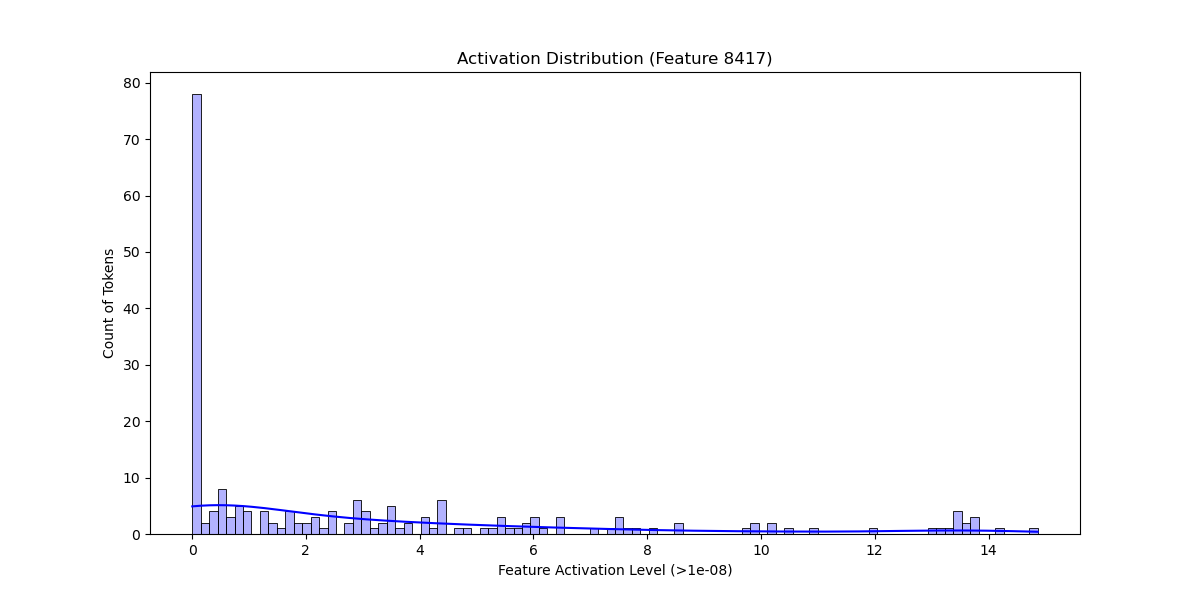 Activation Distribution (Feature 8417)
80
70
60
50
40
30
20
10
0
Count of Tokens
0 2 4 6 8 10 12 14
Feature Activation Level (>1e-08)